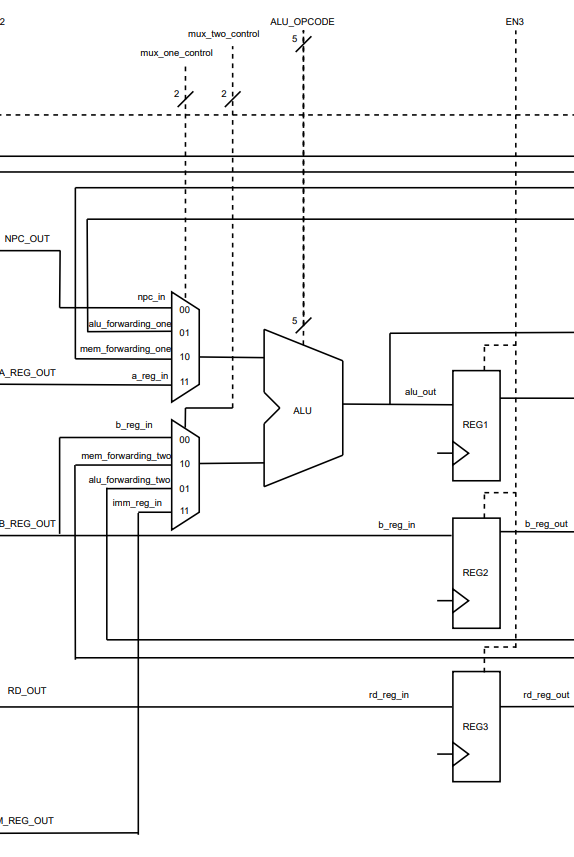 2
ALU_OPCODE
EN3
mux_two_control
5
mux_one_control
2
2
NPC_OUT
npc_in
00
alu_forwarding_one
01
5
mem_forwarding_one
10
A_REG_OUT
a_reg_in
11
alu_out
ALU
REG1
b_reg_in
00
mem_forwarding_two
10
alu_forwarding_two
01
imm_reg_in
11
B_REG_OUT
b_reg_in
b_reg_out
REG2
RD_OUT
rd_reg_in
rd_reg_out
REG3
M_REG_OUT